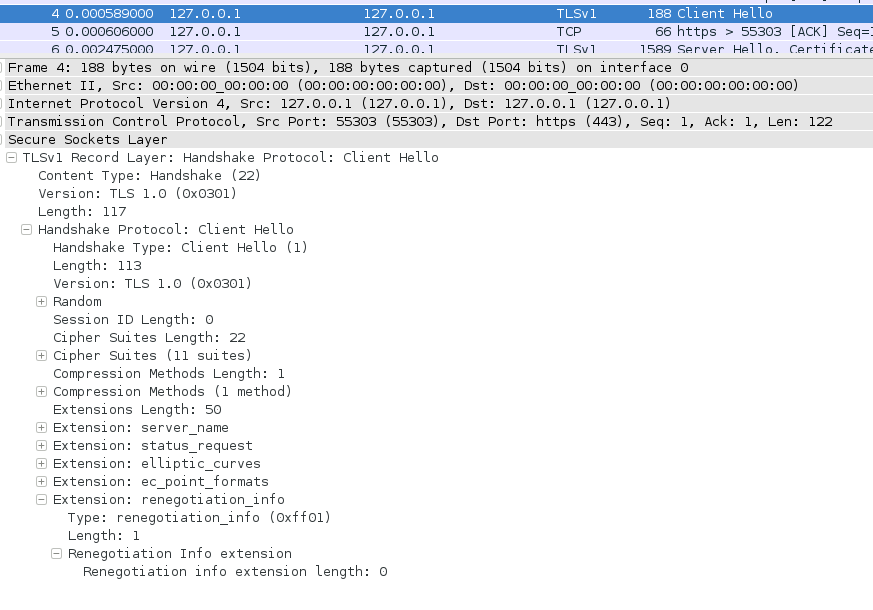 4 0.000589000 127.0.0.1 127.0.0.1 TLSv1 188 Client Hello
5 0.000606000 127.0.0.1 127.0.0.1 TCP 66 https > 55303 [ACK] Seq=
6 0.002475000 127.0.0.1 127.0.0.1 TLSv1 1589 Server Hello, Certificate
Frame 4: 188 bytes on wire (1504 bits), 188 bytes captured (1504 bits) on interface 0
Ethernet II, Src: 00:00:00_00:00:00 (00:00:00:00:00:00), Dst: 00:00:00_00:00:00 (00:00:00:00:00:00)
Internet Protocol Version 4, Src: 127.0.0.1 (127.0.0.1), Dst: 127.0.0.1 (127.0.0.1)
Transmission Control Protocol, Src Port: 55303 (55303), Dst Port: https (443), Seq: 1, Ack: 1, Len: 122
Secure Sockets Layer
TLSv1 Record Layer: Handshake Protocol: Client Hello
Content Type: Handshake (22)
Version: TLS 1.0 (0x0301)
Length: 117
Handshake Protocol: Client Hello
Handshake Type: Client Hello (1)
Length: 113
Version: TLS 1.0 (0x0301)
Random
Session ID Length: 0
Cipher Suites Length: 22
Cipher Suites (11 suites)
Compression Methods Length: 1
Compression Methods (1 method)
Extensions Length: 50
Extension: server_name
Extension: status_request
Extension: elliptic_curves
Extension: ec_point_formats
Extension: renegotiation_info
Type: renegotiation_info (0xff01)
Length: 1
Renegotiation Info extension
Renegotiation info extension length: 0